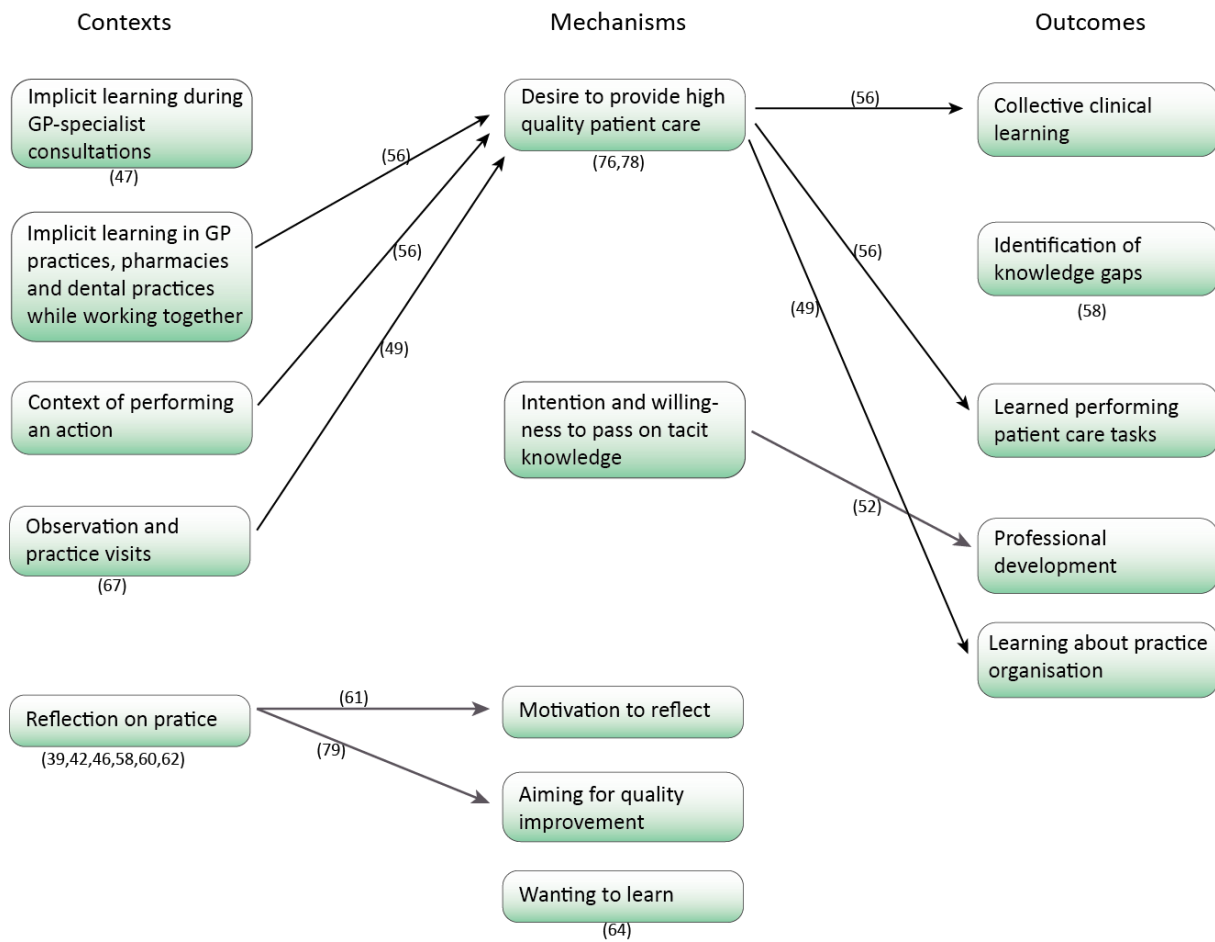 Contexts
Mechanisms
Outcomes
Implicit learning during
GP-specialist
consultations
(47)
Implicit learning in GP
practices, pharmacies
and dental practices
while working together
Context of performing
an action
Observation and
practice visits
(67)
Reflection on pratice
(39,42,46,58,60,62)
(56)
(56)
(49)
(61)
(79)
Desire to provide high
quality patient care
(76,78)
Intention and willing-
ness to pass on tacit
knowledge
Motivation to reflect
Aiming for quality
improvement
Wanting to learn
(64)
(56)
(56)
(49)
(52)
Collective clinical
learning
Identification of
knowledge gaps
(58)
Learned performing
patient care tasks
Professional
development
Learning about practice
organisation